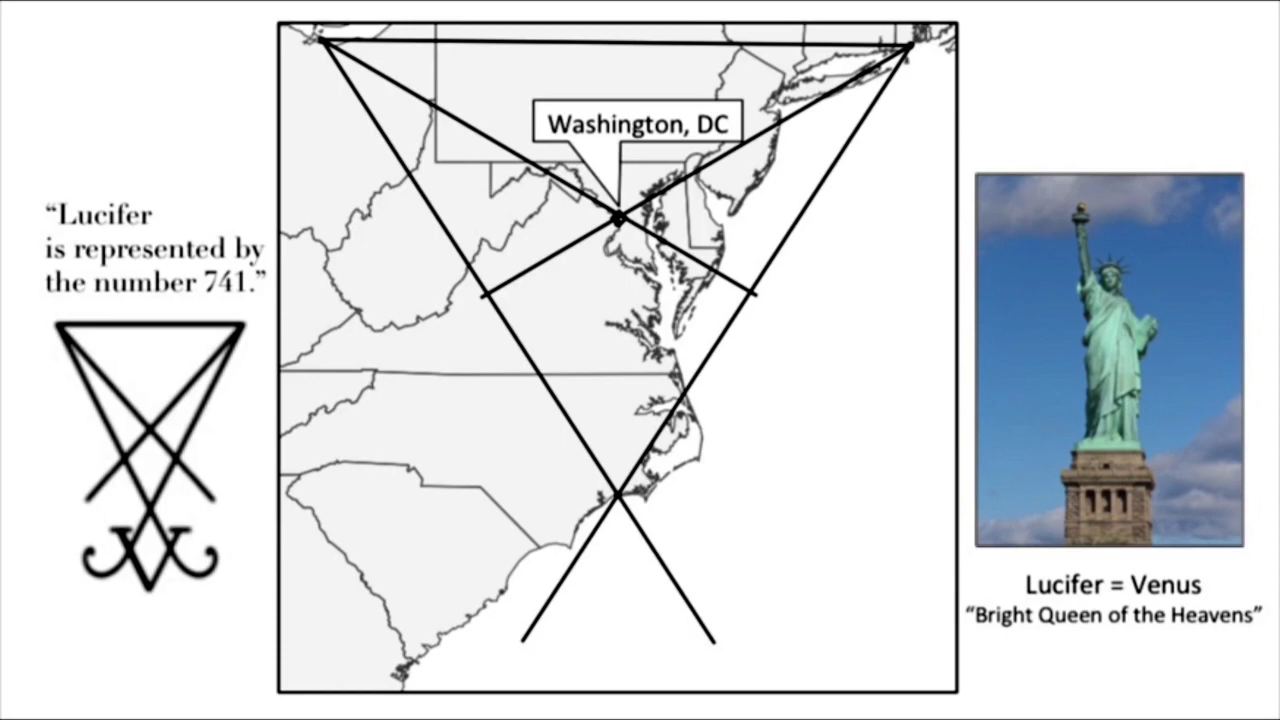 “Lucifer
is represented by
the number 741.”
Washington, DC
Lucifer = Venus
“Bright Queen of the Heavens”